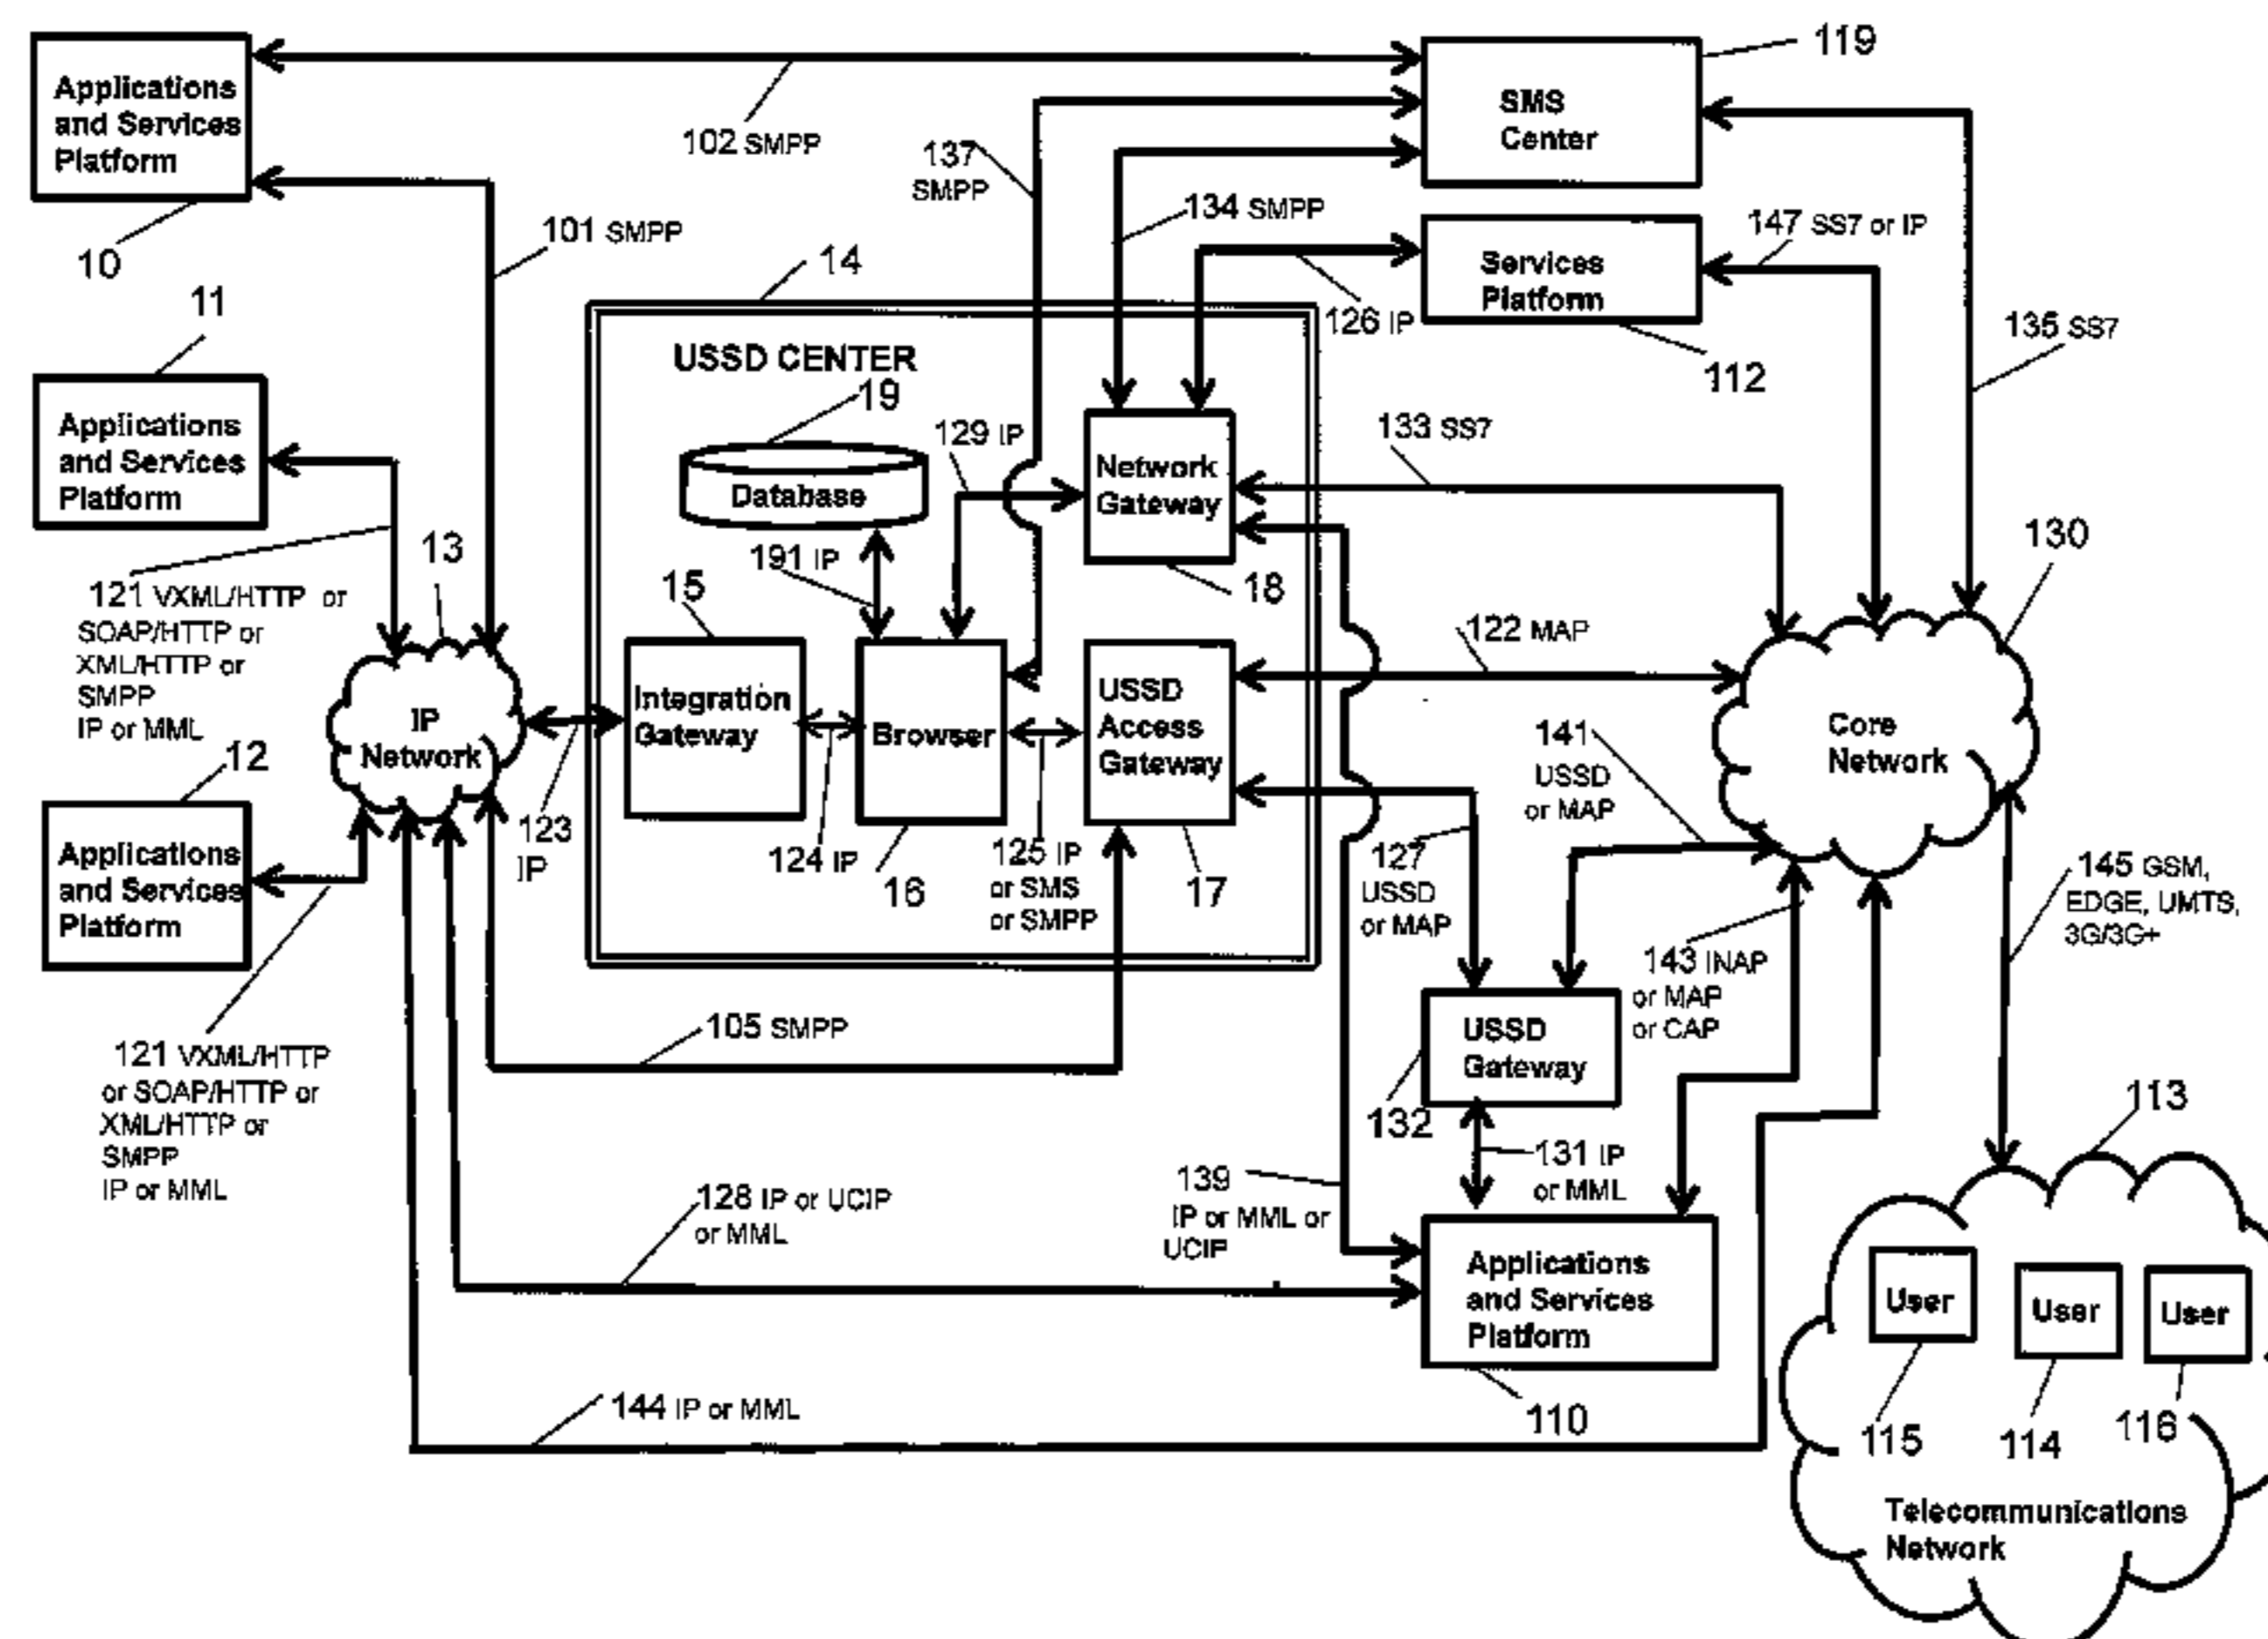 Applications
and Services
Platform
10
102 SMPP
101 SMPP
137
SMPP
134 SMPP
SMS
Center
119
Services
Platform
112
126 IP
147 SS7 or IP
135 SS7
11
Applications
and Services
Platform
121 VXML/HTTP or
SOAP/HTTP or
XML/HTTP or
SMPP
IP or MML
13
IP
Network
12
Applications
and Services
Platform
121 VXML/HTTP
or SOAP/HTTP or
XML/HTTP or
SMPP
IP or MML
14
USSD CENTER
19
Database
129 IP
191 IP
Network
Gateway
18
133 SS7
15
Integration
Gateway
123
IP
124 IP
Browser
16
125 IP
or SMS
or SMPP
USSD
Access
Gateway
17
122 MAP
130
Core
Network
141
USSD
or MAP
127
USSD
or MAP
143 INAP
or MAP
or CAP
145 GSM,
EDGE, UMTS,
3G/3G+
105 SMPP
USSD
Gateway
132
131 IP
or MML
139
IP or MML or
UCIP
128 IP or UCIP
or MML
Applications
and Services
Platform
110
144 IP or MML
113
User
User
User
115
114
116
Telecommunications
Network